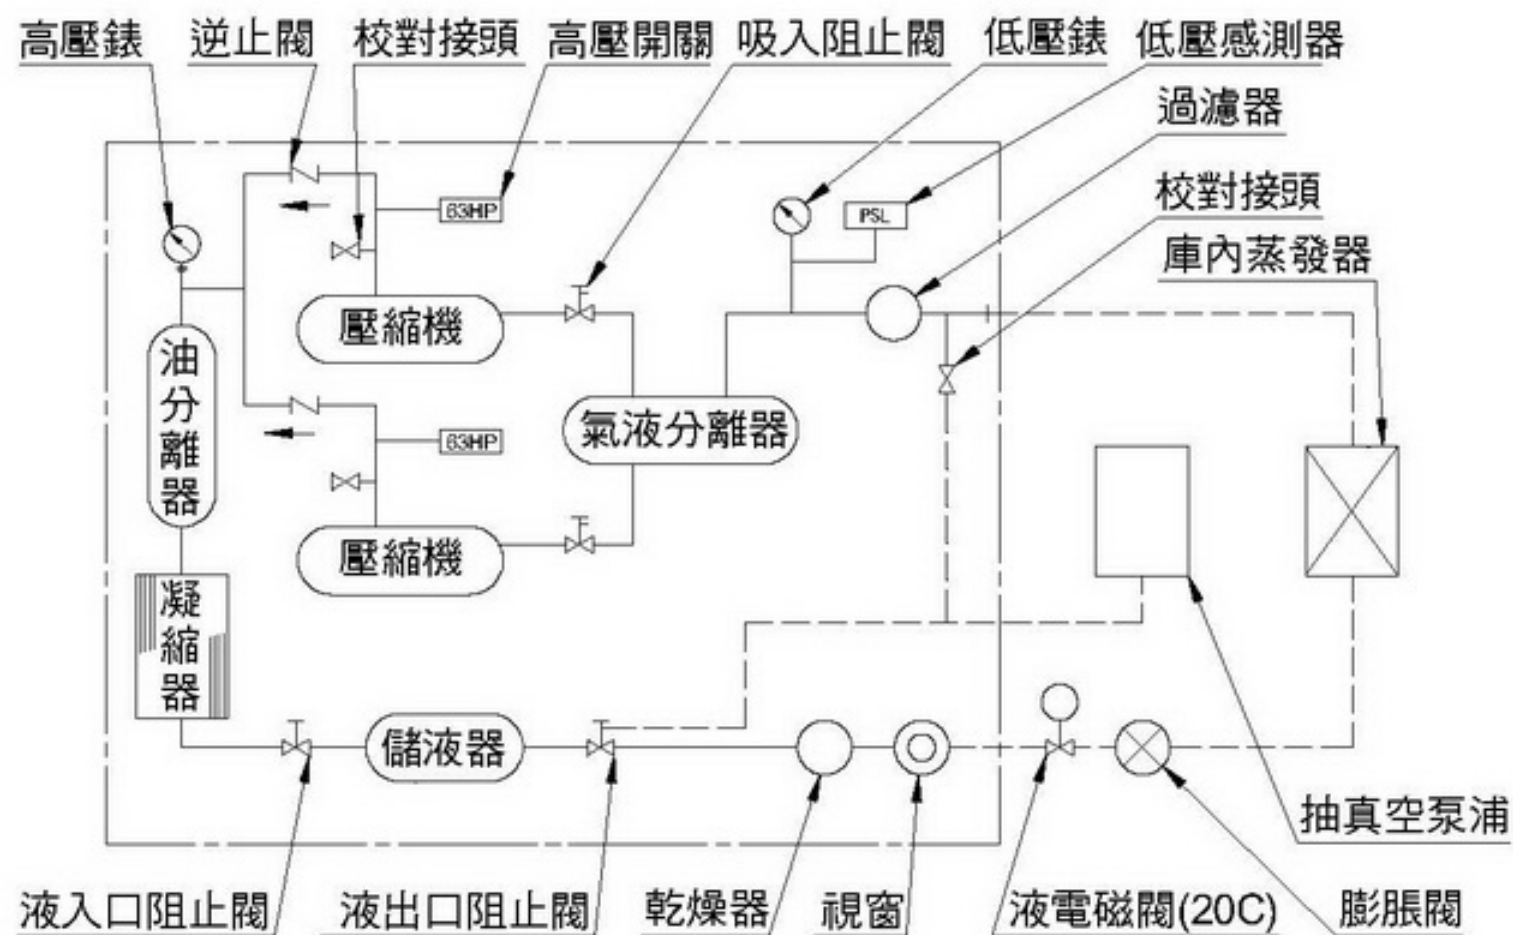 高壓錶 逆止閥 校對接頭 高壓開關 吸入阻止閥 低壓錶 低壓感測器
過濾器
校對接頭
庫內蒸發器
63HP
PSL
壓縮機
油分離器
氣液分離器
63HP
壓縮機
凝縮器
儲液器
抽真空泵浦
液入口阻止閥 液出口阻止閥 乾燥器 視窗 液電磁閥(20C) 膨脹閥